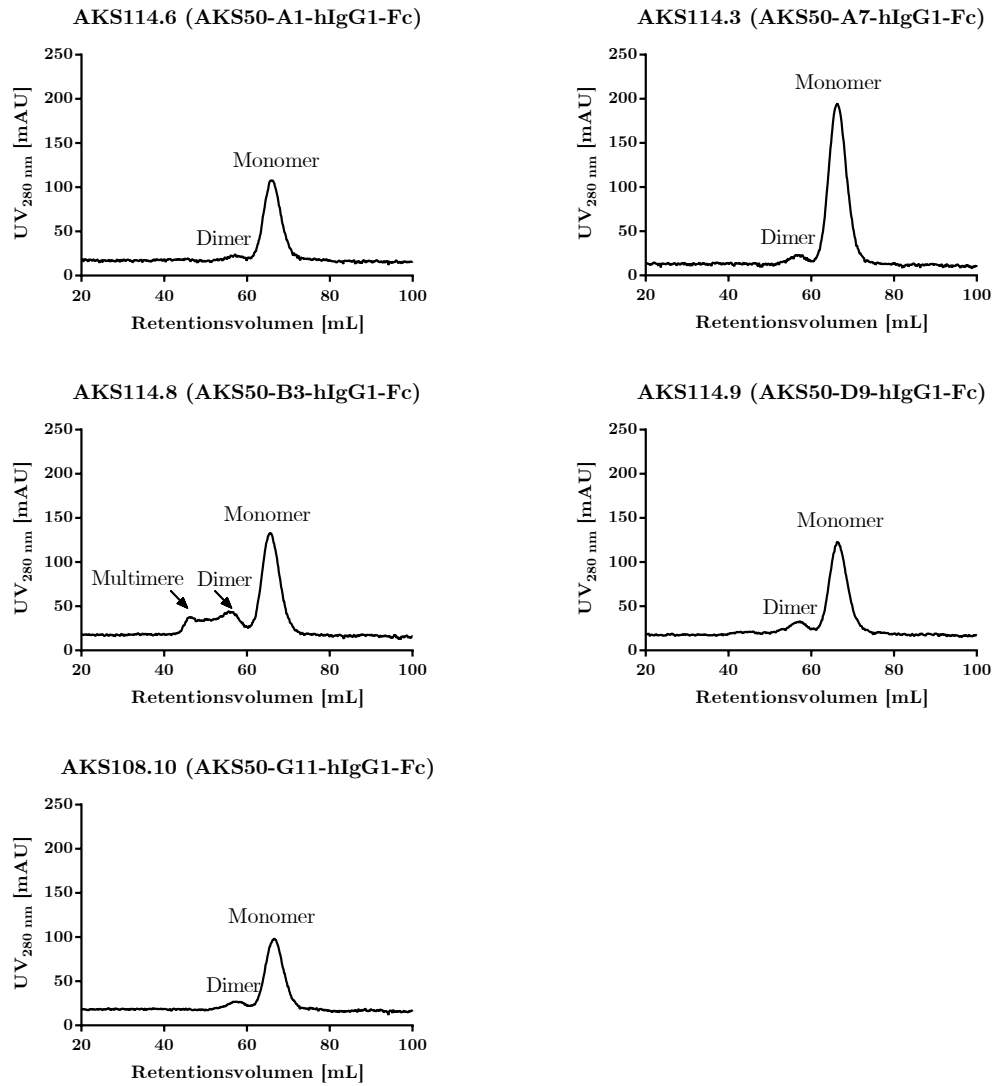 AKS114.6 (AKS50-A1-hIgG1-Fc)
250
200
150
100
50
0
UV280 nm [mAU]
Monomer
Dimer
20 40 60 80 100
Retentionsvolumen [mL]
AKS114.3 (AKS50-A7-hIgG1-Fc)
250
200
150
100
50
0
UV280 nm [mAU]
Monomer
Dimer
20 40 60 80 100
Retentionsvolumen [mL]
AKS114.8 (AKS50-B3-hIgG1-Fc)
250
200
150
100
50
0
UV280 nm [mAU]
Monomer
Multimere Dimer
20 40 60 80 100
Retentionsvolumen [mL]
AKS114.9 (AKS50-D9-hIgG1-Fc)
250
200
150
100
50
0
UV280 nm [mAU]
Monomer
Dimer
20 40 60 80 100
Retentionsvolumen [mL]
AKS108.10 (AKS50-G11-hIgG1-Fc)
250
200
150
100
50
0
UV280 nm [mAU]
Monomer
Dimer
20 40 60 80 100
Retentionsvolumen [mL]